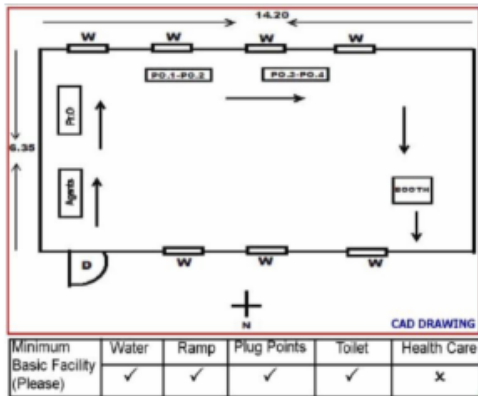 14.20
W W W W
PO.1-PO.2 PO.3-PO.4
Pr.O
6.35
Agents
BOOTH
D
W W W
N
CAD DRAWING
Minimum Basic Facility (Please) Water Ramp Plug Points Toilet Health Care
✓ ✓ ✓ ✓ x